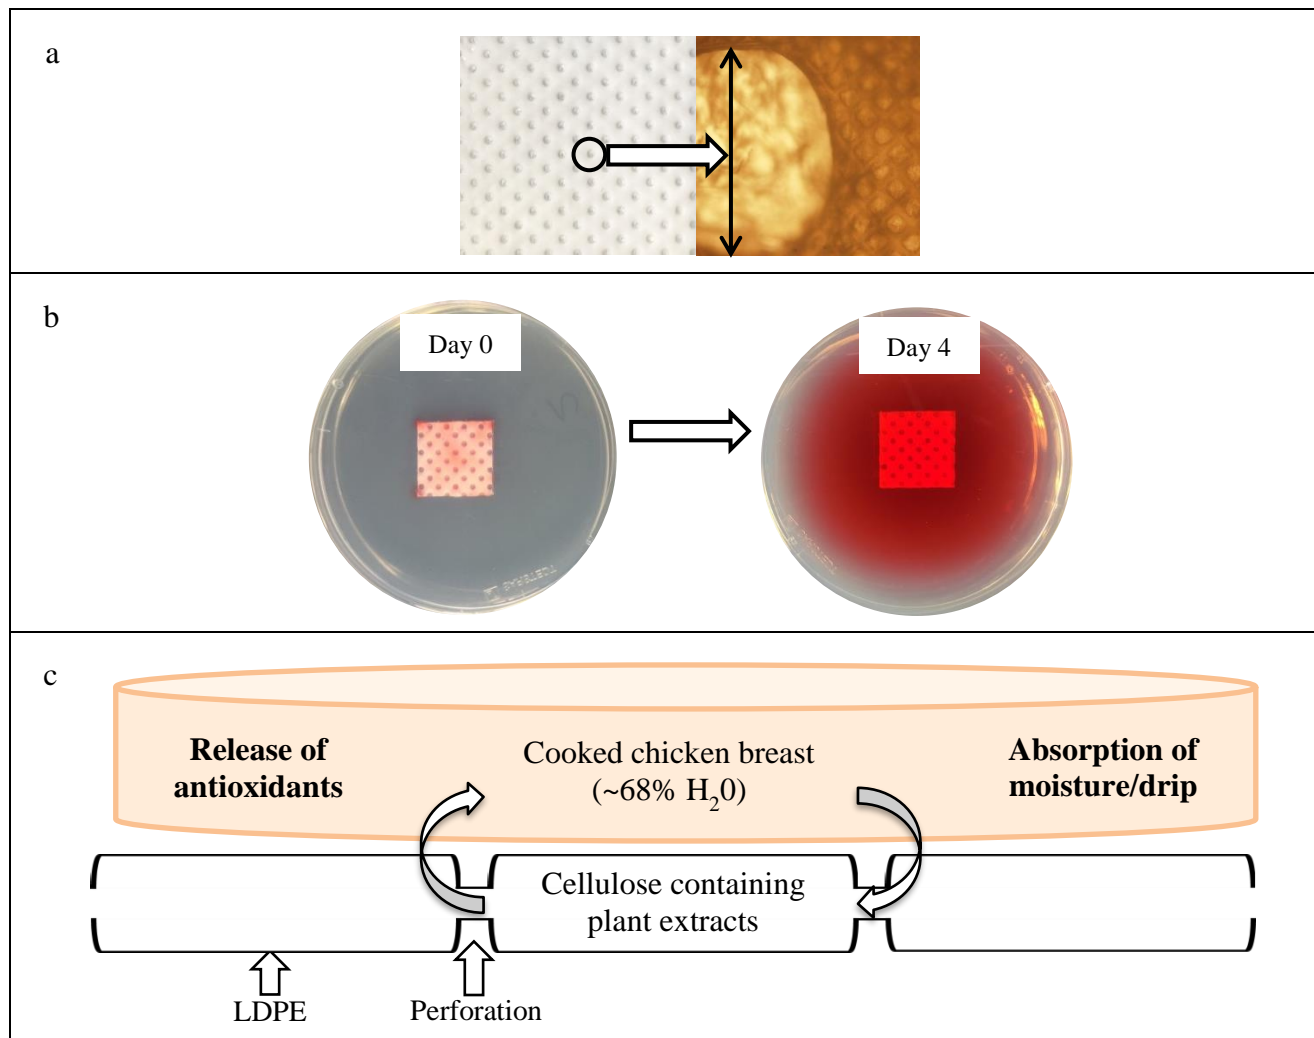 a
b
Day 0
Day 4
c
Release of
antioxidants
Cooked chicken breast
(~68% H20)
Absorption of
moisture/drip
Cellulose containing
plant extracts
LDPE
Perforation